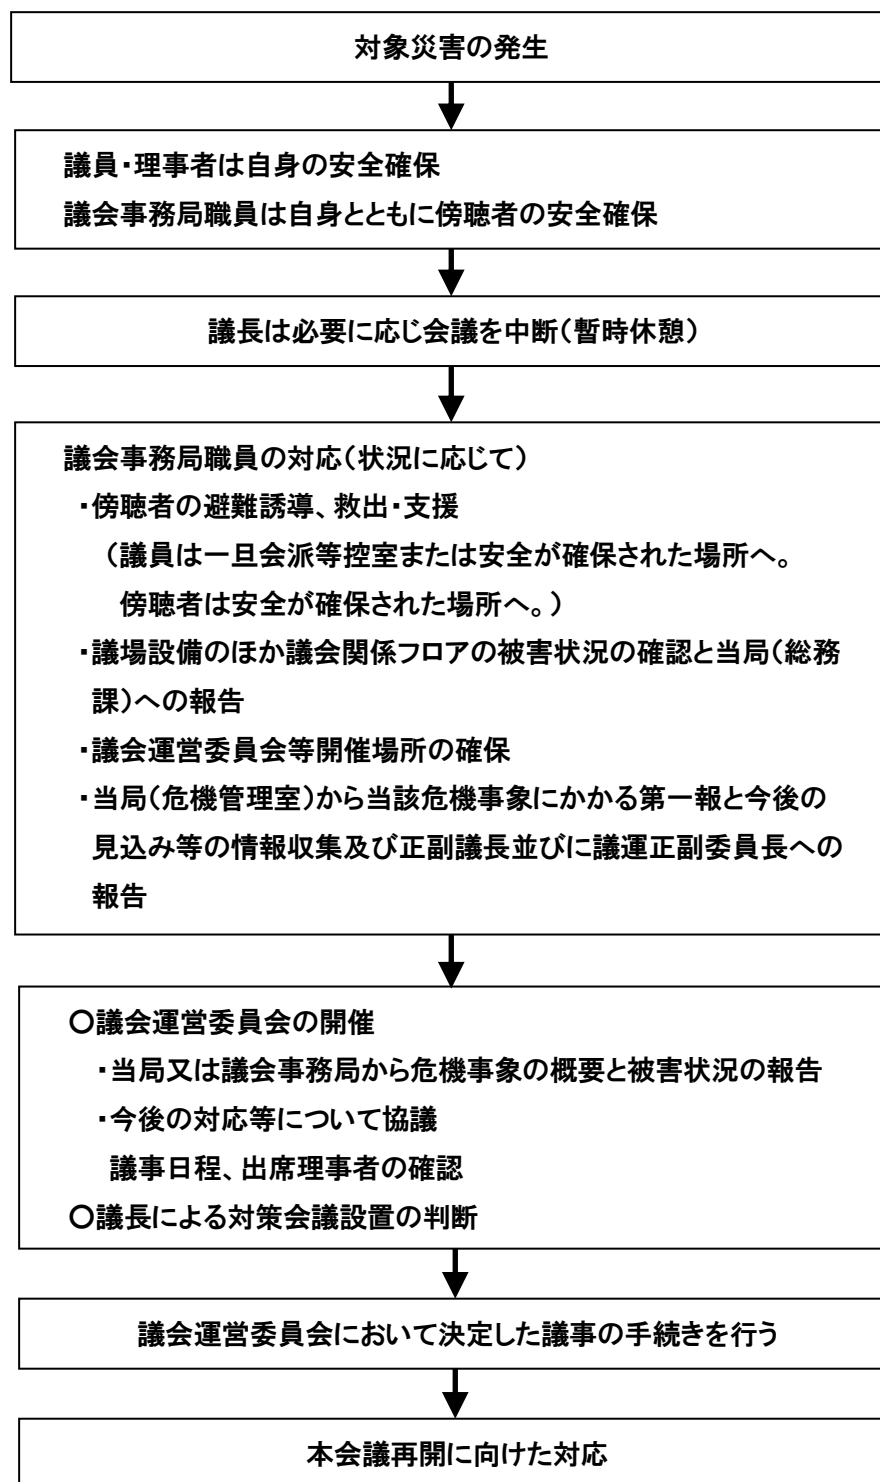 対象災害の発生
議員・理事者は自身の安全確保
議会事務局職員は自身とともに傍聴者の安全確保
議長は必要に応じ会議を中断（暫時休憩）
議会事務局職員の対応（状況に応じて）
・傍聴者の避難誘導、救出・支援
（議員は一旦会派等控室または安全が確保された場所へ。
傍聴者は安全が確保された場所へ。）
・議場設備のほか議会関係フロアの被害状況の確認と当局（総務
課）への報告
・議会運営委員会等開催場所の確保
・当局（危機管理室）から当該危機事象にかかる第一報と今後の
見込み等の情報収集及び正副議長並びに議運正副委員長への
報告
〇議会運営委員会の開催
・当局又は議会事務局から危機事象の概要と被害状況の報告
・今後の対応等について協議
議事日程、出席理事者の確認
〇議長による対策会議設置の判断
議会運営委員会において決定した議事の手続きを行う
本会議再開に向けた対応